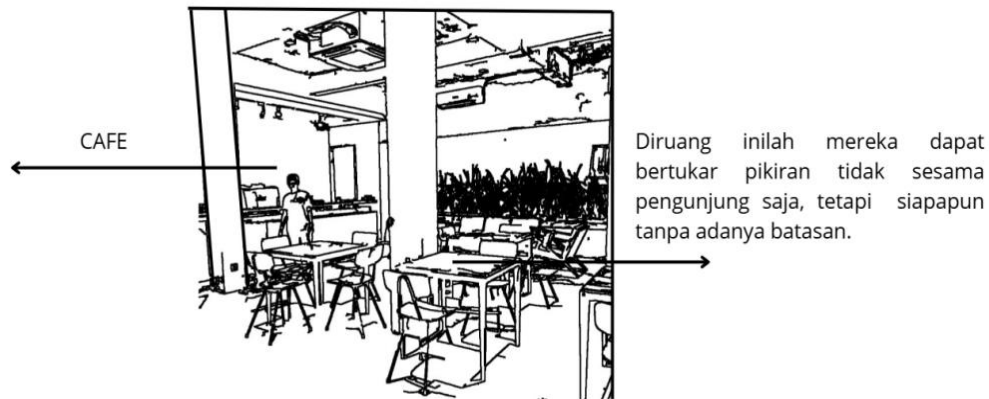 CAFE
Diruang inilah mereka dapat
bertukar pikiran tidak sesama
pengunjung saja, tetapi siapapun
tanpa adanya batasan.